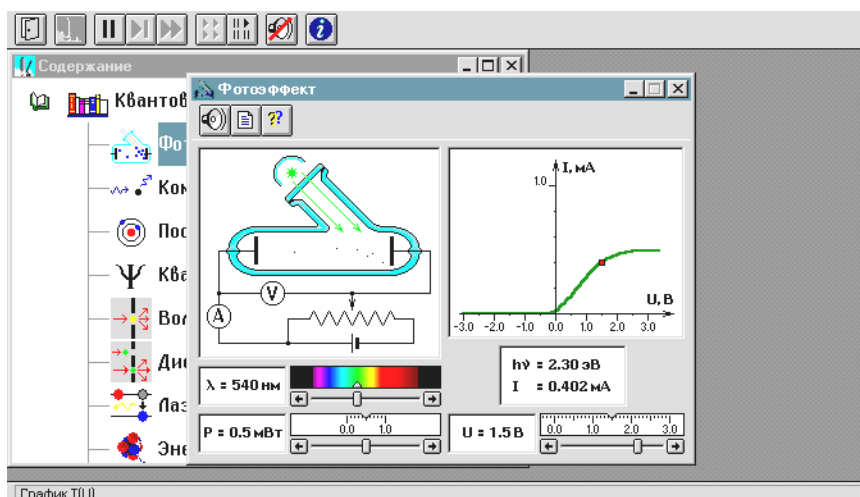 Содержание
Фотоэффект
Квантов
Фот
Ком
Пос
Ква
Вол
Диф
Лаз
Эне
??
V
A
I, мА
1.0
U, В
-3.0 -2.0 -1.0 0.0 1.0 2.0 3.0
hν = 2.30 эВ
I = 0.402 мА
λ = 540 нм
P = 0.5 мВт
0.0 1.0
U = 1.5 В
0.0 1.0 2.0 3.0